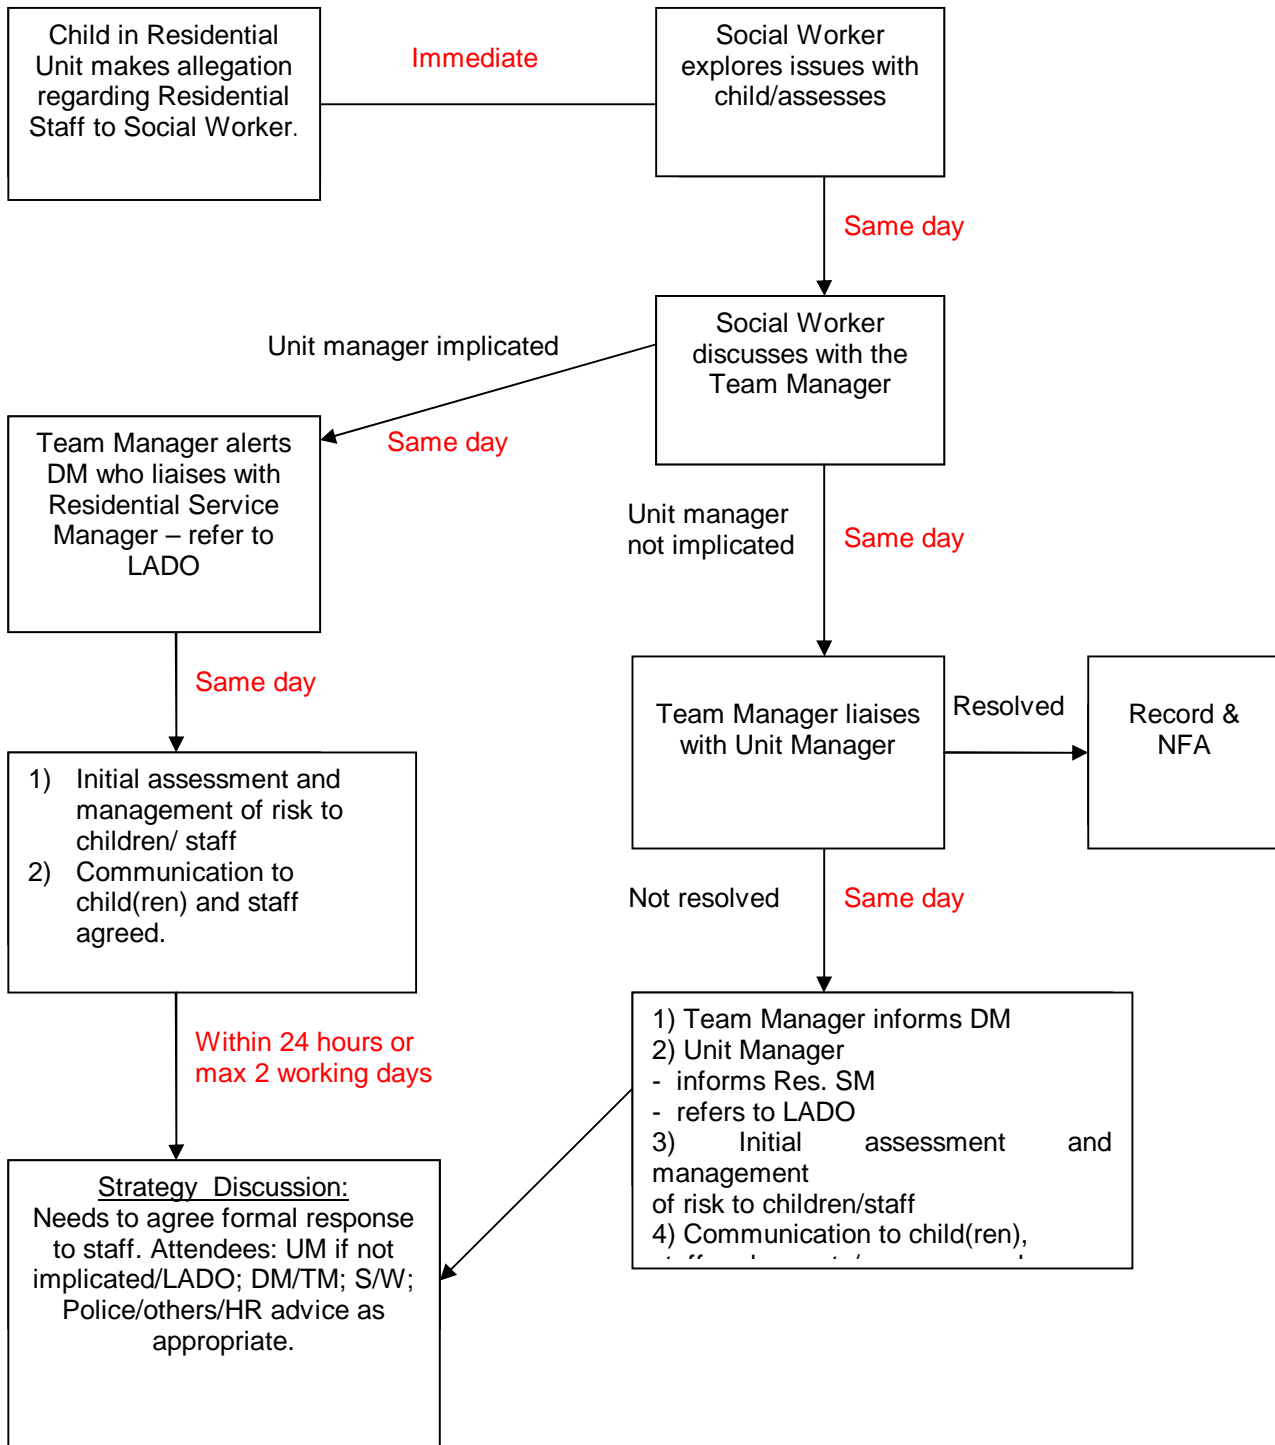 Child in Residential
Unit makes allegation
regarding Residential
Staff to Social Worker.
Immediate
Social Worker
explores issues with
child/assesses
Same day
Social Worker
discusses with the
Team Manager
Unit manager implicated
Same day
Team Manager alerts
DM who liaises with
Residential Service
Manager – refer to
LADO
Unit manager
not implicated
Same day
Same day
Team Manager liaises
with Unit Manager
Resolved
Record &
NFA
1) Initial assessment and
management of risk to
children/ staff
2) Communication to
child(ren) and staff
agreed.
Not resolved
Same day
Within 24 hours or
max 2 working days
1) Team Manager informs DM
2) Unit Manager
- informs Res. SM
- refers to LADO
3) Initial assessment and
management
of risk to children/staff
4) Communication to child(ren),
Strategy Discussion:
Needs to agree formal response
to staff. Attendees: UM if not
implicated/LADO; DM/TM; S/W;
Police/others/HR advice as
appropriate.